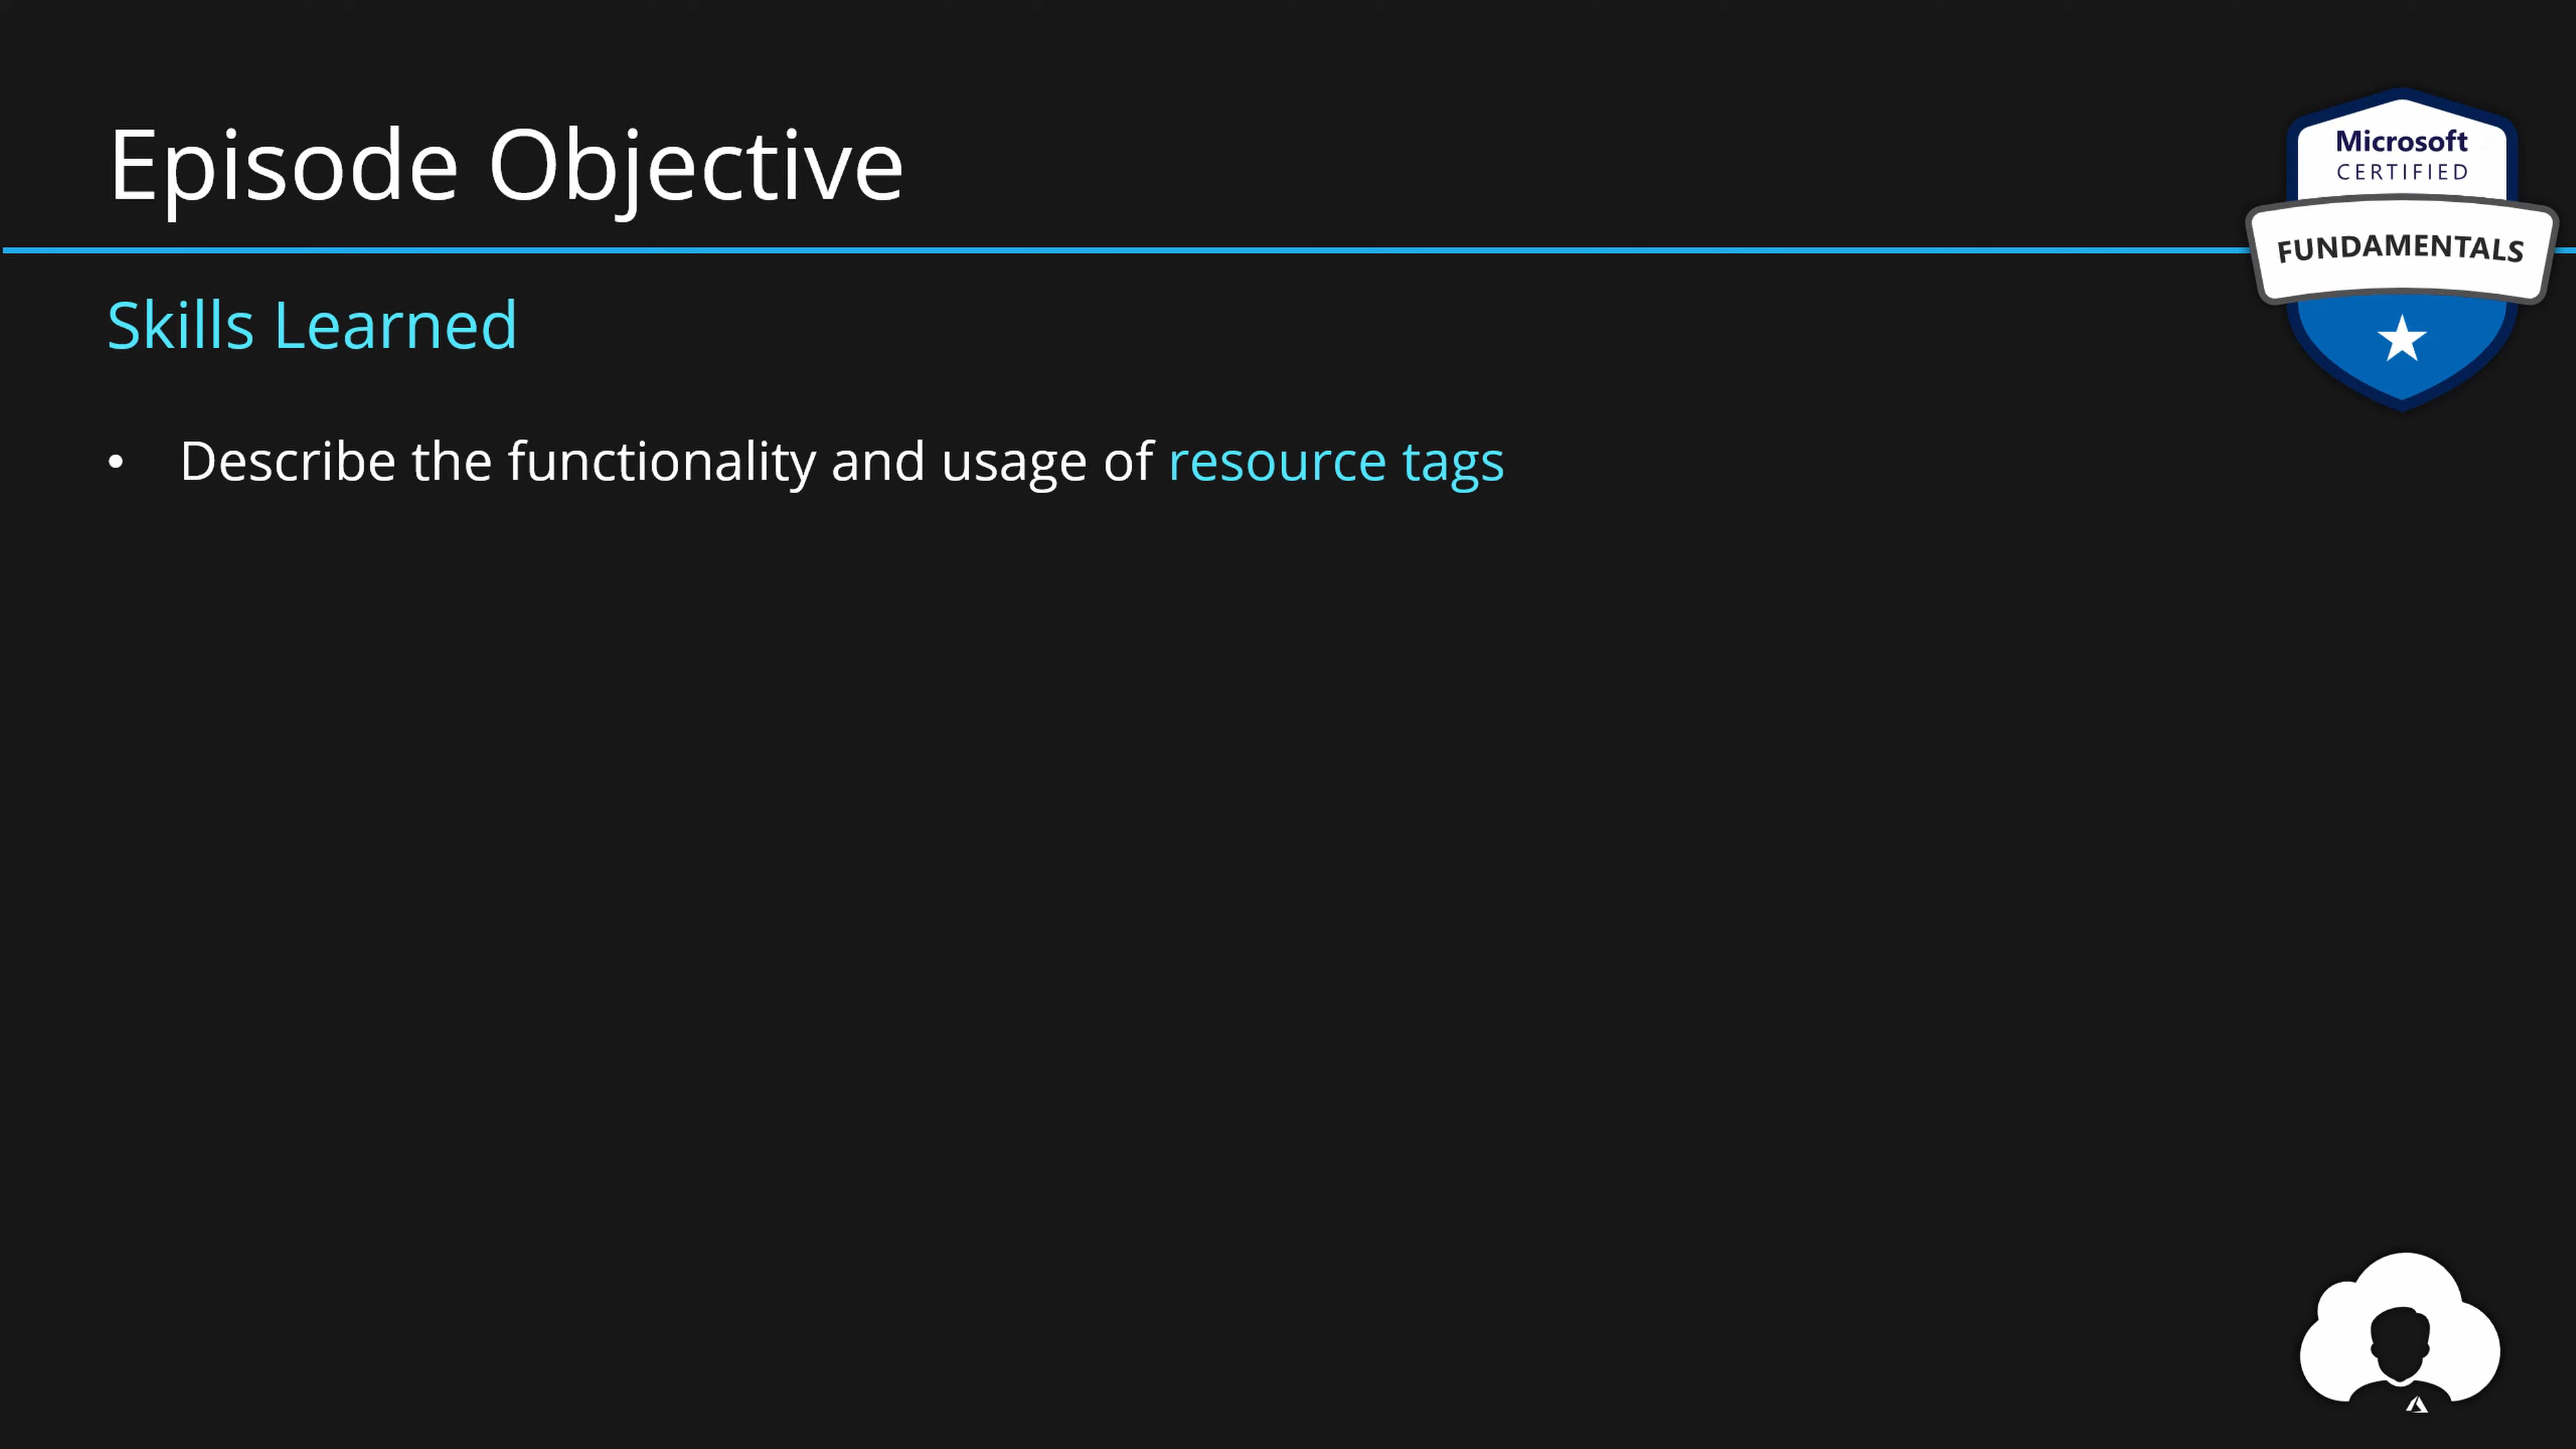 Episode Objective
Microsoft
CERTIFIED
FUNDAMENTALS
Skills Learned
• Describe the functionality and usage of resource tags